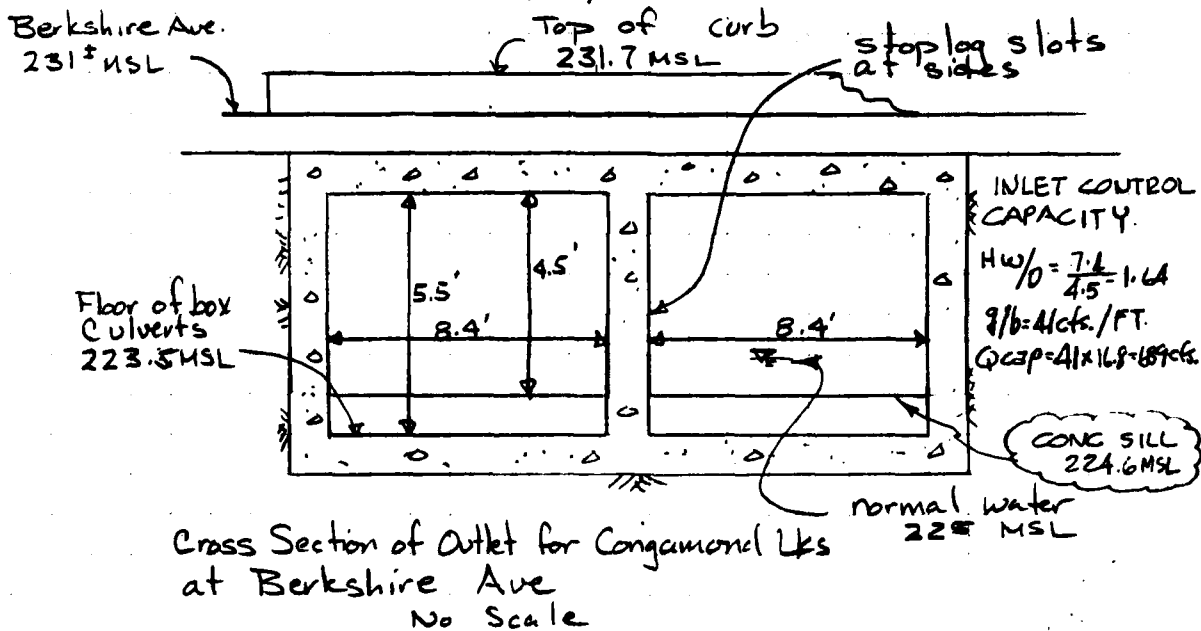 Berkshire Ave.
231± MSL
Top of curb
231.7 MSL
stoplog slots
at sides
INLET CONTROL
CAPACITY.
HW/D = 7.4/4.5 = 1.64
q/b = 41 cfs./FT.
Qcap = 41 x 16.8 = 689 cfs.
5.5'
4.5'
8.4'
8.4'
Floor of box
Culverts
223.5 MSL
CONC SILL
224.6 MSL
normal water
225 MSL
Cross Section of Outlet for Congamond Lks
at Berkshire Ave
No Scale